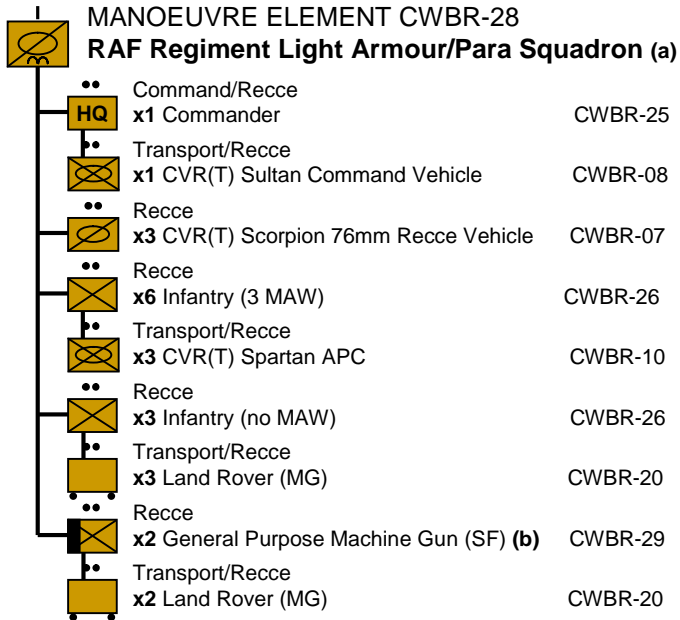 MANOEUVRE ELEMENT CWBR-28
RAF Regiment Light Armour/Para Squadron (a)
Command/Recce
HQ x1 Commander CWBR-25
Transport/Recce
x1 CVR(T) Sultan Command Vehicle CWBR-08
Recce
x3 CVR(T) Scorpion 76mm Recce Vehicle CWBR-07
Recce
x6 Infantry (3 MAW) CWBR-26
Transport/Recce
x3 CVR(T) Spartan APC CWBR-10
Recce
x3 Infantry (no MAW) CWBR-26
Transport/Recce
x3 Land Rover (MG) CWBR-20
Recce
x2 General Purpose Machine Gun (SF) (b) CWBR-29
Transport/Recce
x2 Land Rover (MG) CWBR-20